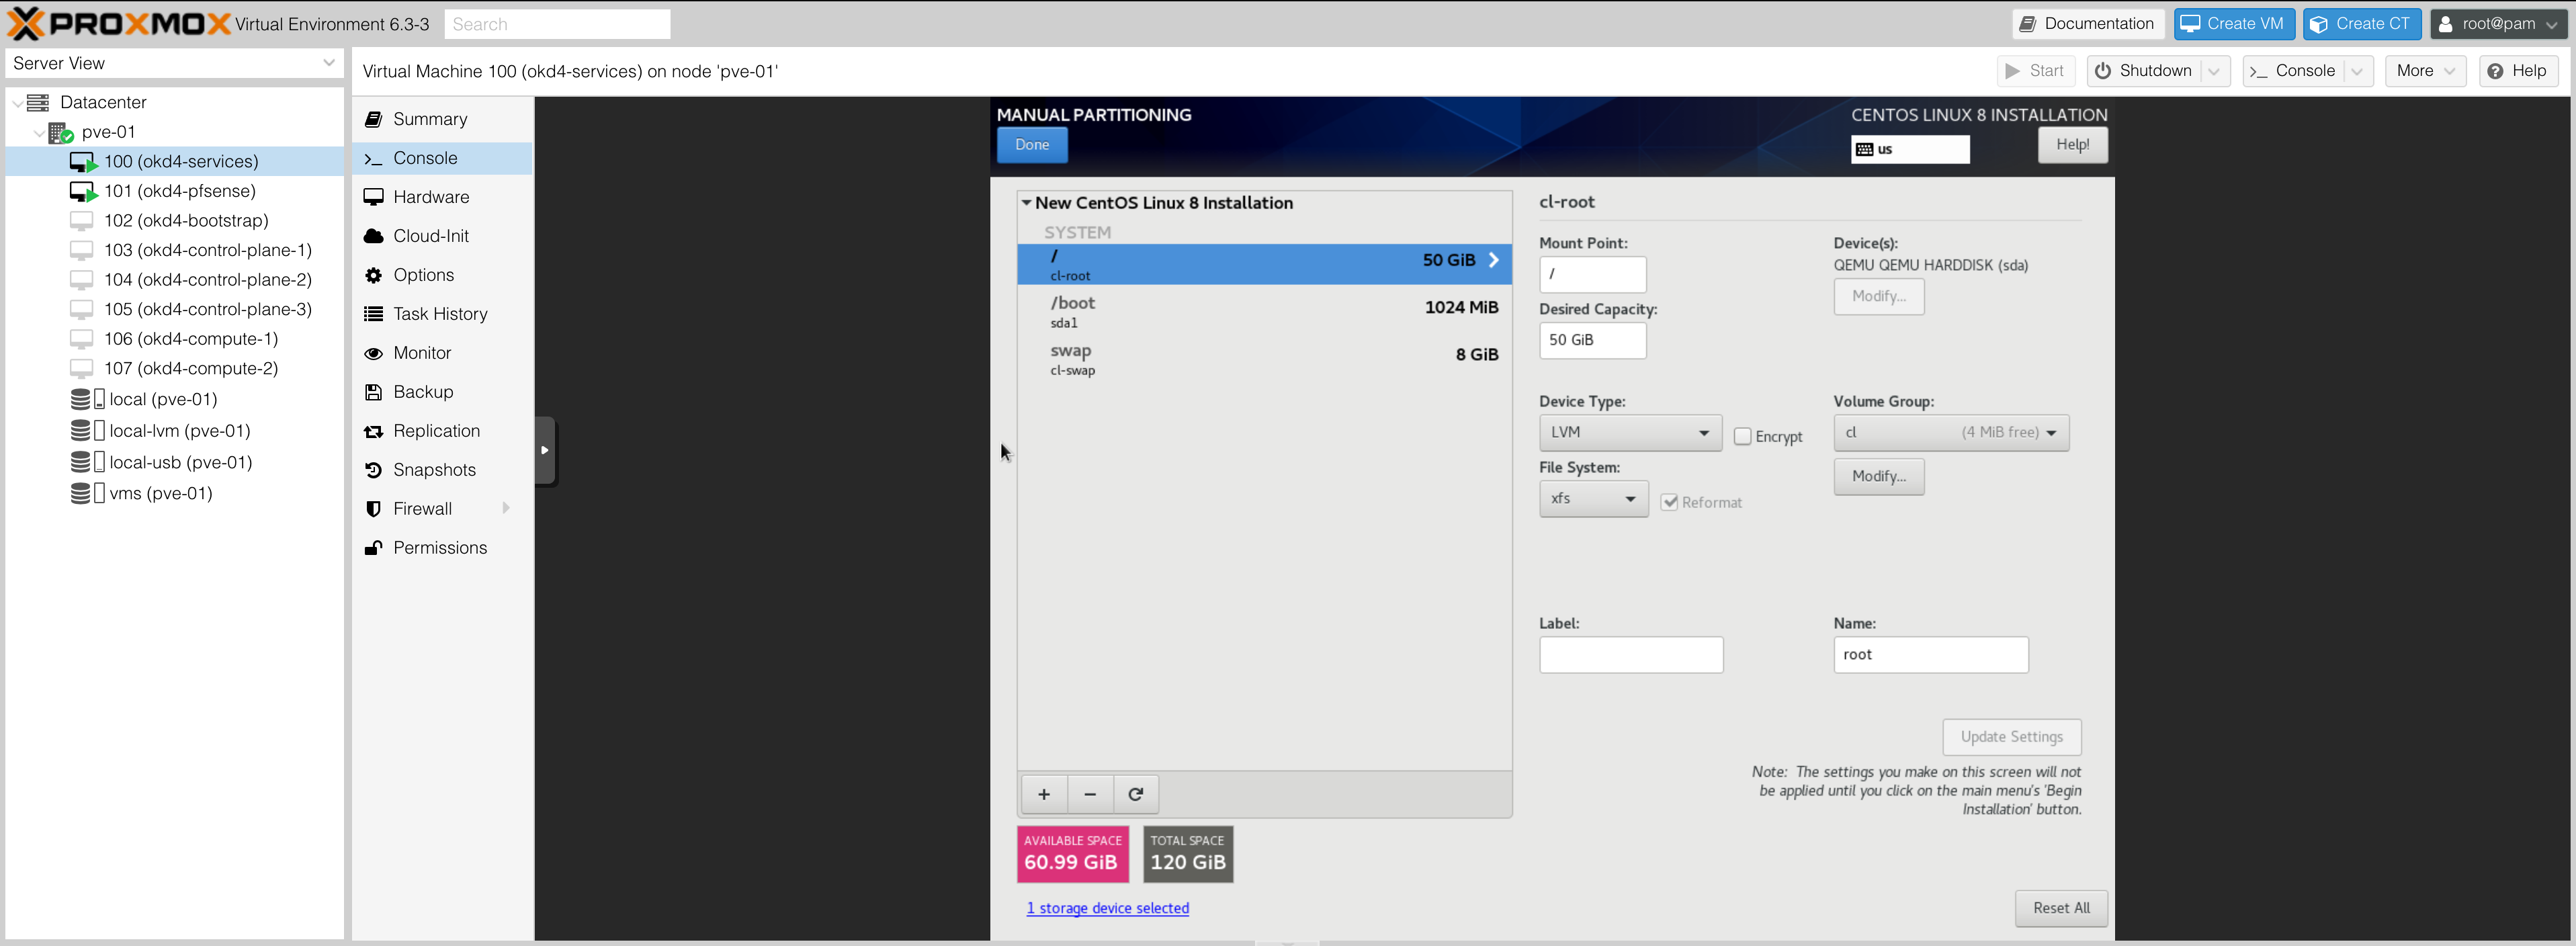 PROXMOX Virtual Environment 6.3-3 Search Documentation Create VM Create CT root@pam
Server View
Datacenter
pve-01
100 (okd4-services)
101 (okd4-pfsense)
102 (okd4-bootstrap)
103 (okd4-control-plane-1)
104 (okd4-control-plane-2)
105 (okd4-control-plane-3)
106 (okd4-compute-1)
107 (okd4-compute-2)
local (pve-01)
local-lvm (pve-01)
local-usb (pve-01)
vms (pve-01)
Virtual Machine 100 (okd4-services) on node 'pve-01' Start Shutdown Console More Help
Summary
Console
Hardware
Cloud-Init
Options
Task History
Monitor
Backup
Replication
Snapshots
Firewall
Permissions
MANUAL PARTITIONING
Done
CENTOS LINUX 8 INSTALLATION
us
Help!
New CentOS Linux 8 Installation
SYSTEM
/ 50 GiB
cl-root
/boot 1024 MiB
sda1
swap 8 GiB
cl-swap
+ −
AVAILABLE SPACE
60.99 GiB
TOTAL SPACE
120 GiB
1 storage device selected
cl-root
Mount Point:
/
Device(s):
QEMU QEMU HARDDISK (sda)
Modify...
Desired Capacity:
50 GiB
Device Type:
LVM
Encrypt
Volume Group:
cl (4 MiB free)
Modify...
File System:
xfs
Reformat
Label:
Name:
root
Update Settings
Note: The settings you make on this screen will not
be applied until you click on the main menu's 'Begin
Installation' button.
Reset All